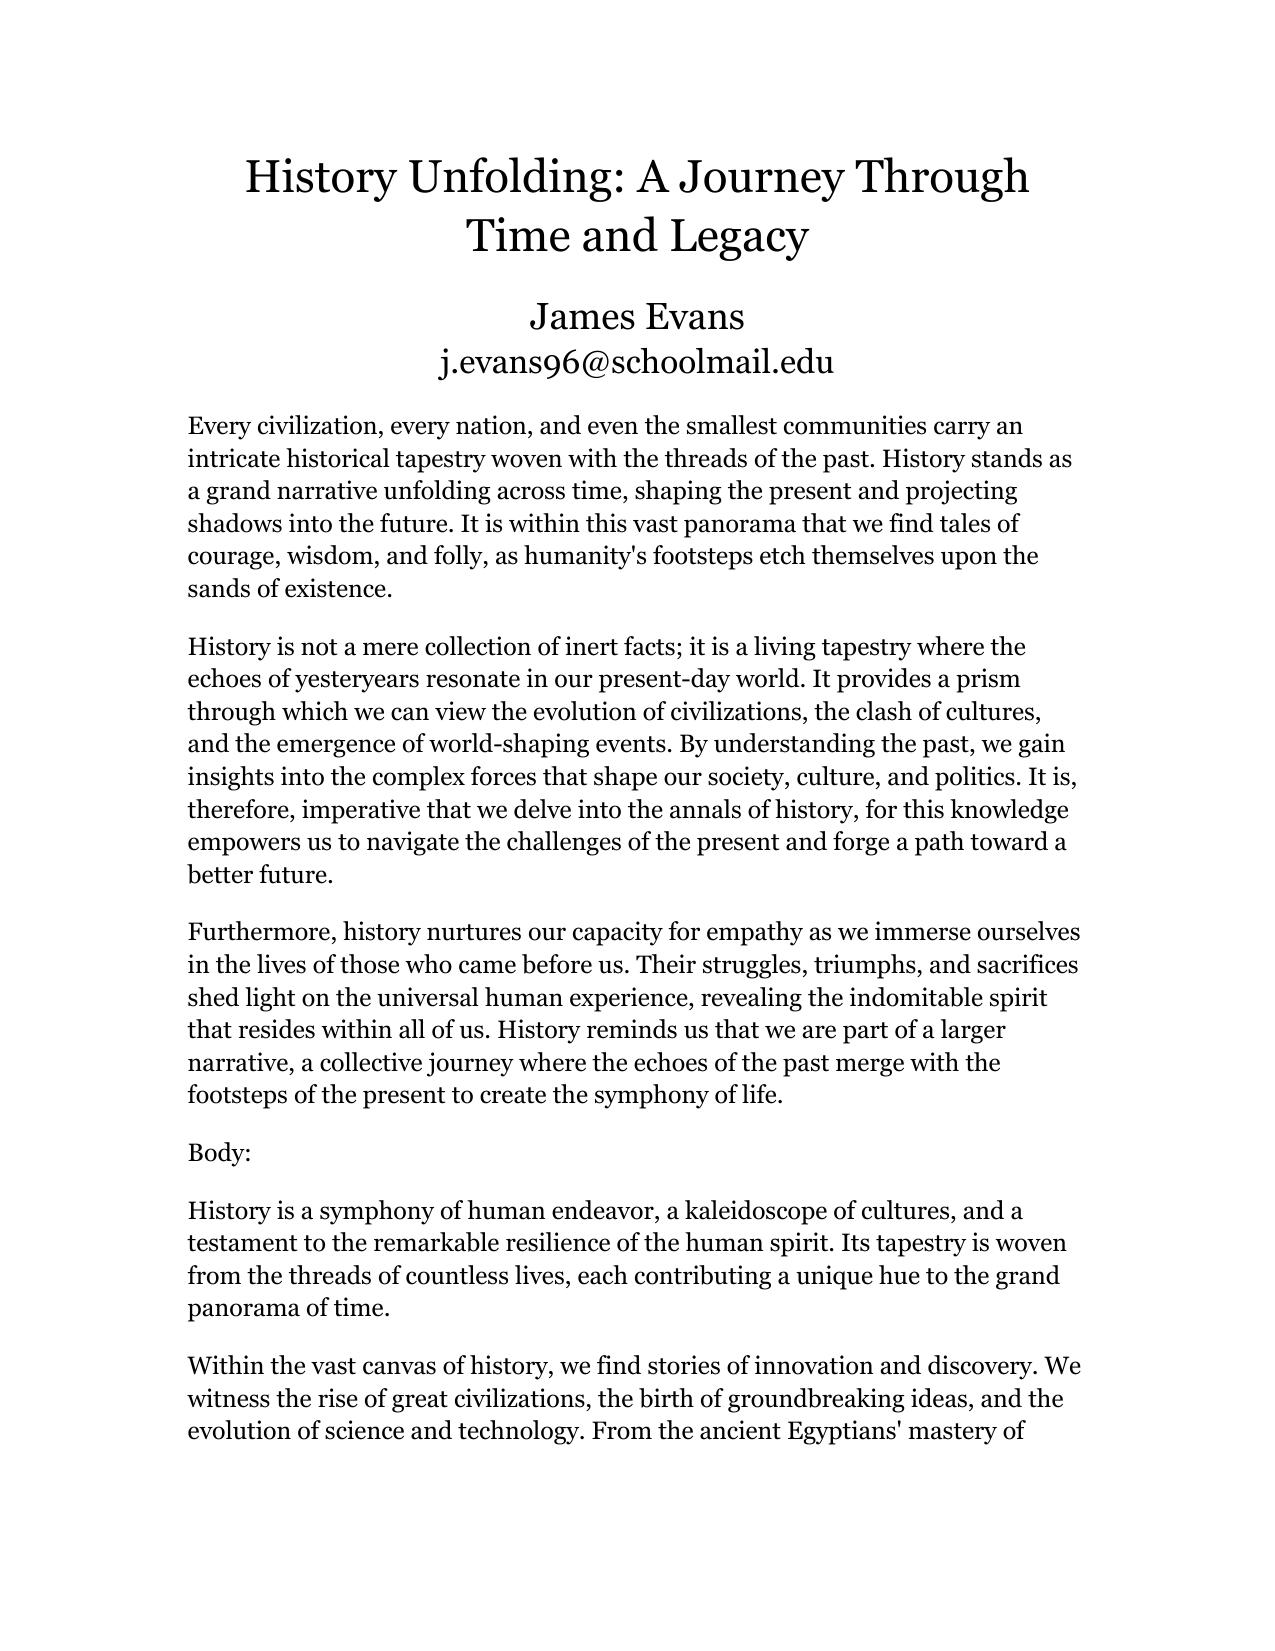 History Unfolding: A Journey Through
Time and Legacy
James Evans
j.evans96@schoolmail.edu
Every civilization, every nation, and even the smallest communities carry an
intricate historical tapestry woven with the threads of the past. History stands as
a grand narrative unfolding across time, shaping the present and projecting
shadows into the future. It is within this vast panorama that we find tales of
courage, wisdom, and folly, as humanity's footsteps etch themselves upon the
sands of existence.
History is not a mere collection of inert facts; it is a living tapestry where the
echoes of yesteryears resonate in our present-day world. It provides a prism
through which we can view the evolution of civilizations, the clash of cultures,
and the emergence of world-shaping events. By understanding the past, we gain
insights into the complex forces that shape our society, culture, and politics. It is,
therefore, imperative that we delve into the annals of history, for this knowledge
empowers us to navigate the challenges of the present and forge a path toward a
better future.
Furthermore, history nurtures our capacity for empathy as we immerse ourselves
in the lives of those who came before us. Their struggles, triumphs, and sacrifices
shed light on the universal human experience, revealing the indomitable spirit
that resides within all of us. History reminds us that we are part of a larger
narrative, a collective journey where the echoes of the past merge with the
footsteps of the present to create the symphony of life.
Body:
History is a symphony of human endeavor, a kaleidoscope of cultures, and a
testament to the remarkable resilience of the human spirit. Its tapestry is woven
from the threads of countless lives, each contributing a unique hue to the grand
panorama of time.
Within the vast canvas of history, we find stories of innovation and discovery. We
witness the rise of great civilizations, the birth of groundbreaking ideas, and the
evolution of science and technology. From the ancient Egyptians' mastery of